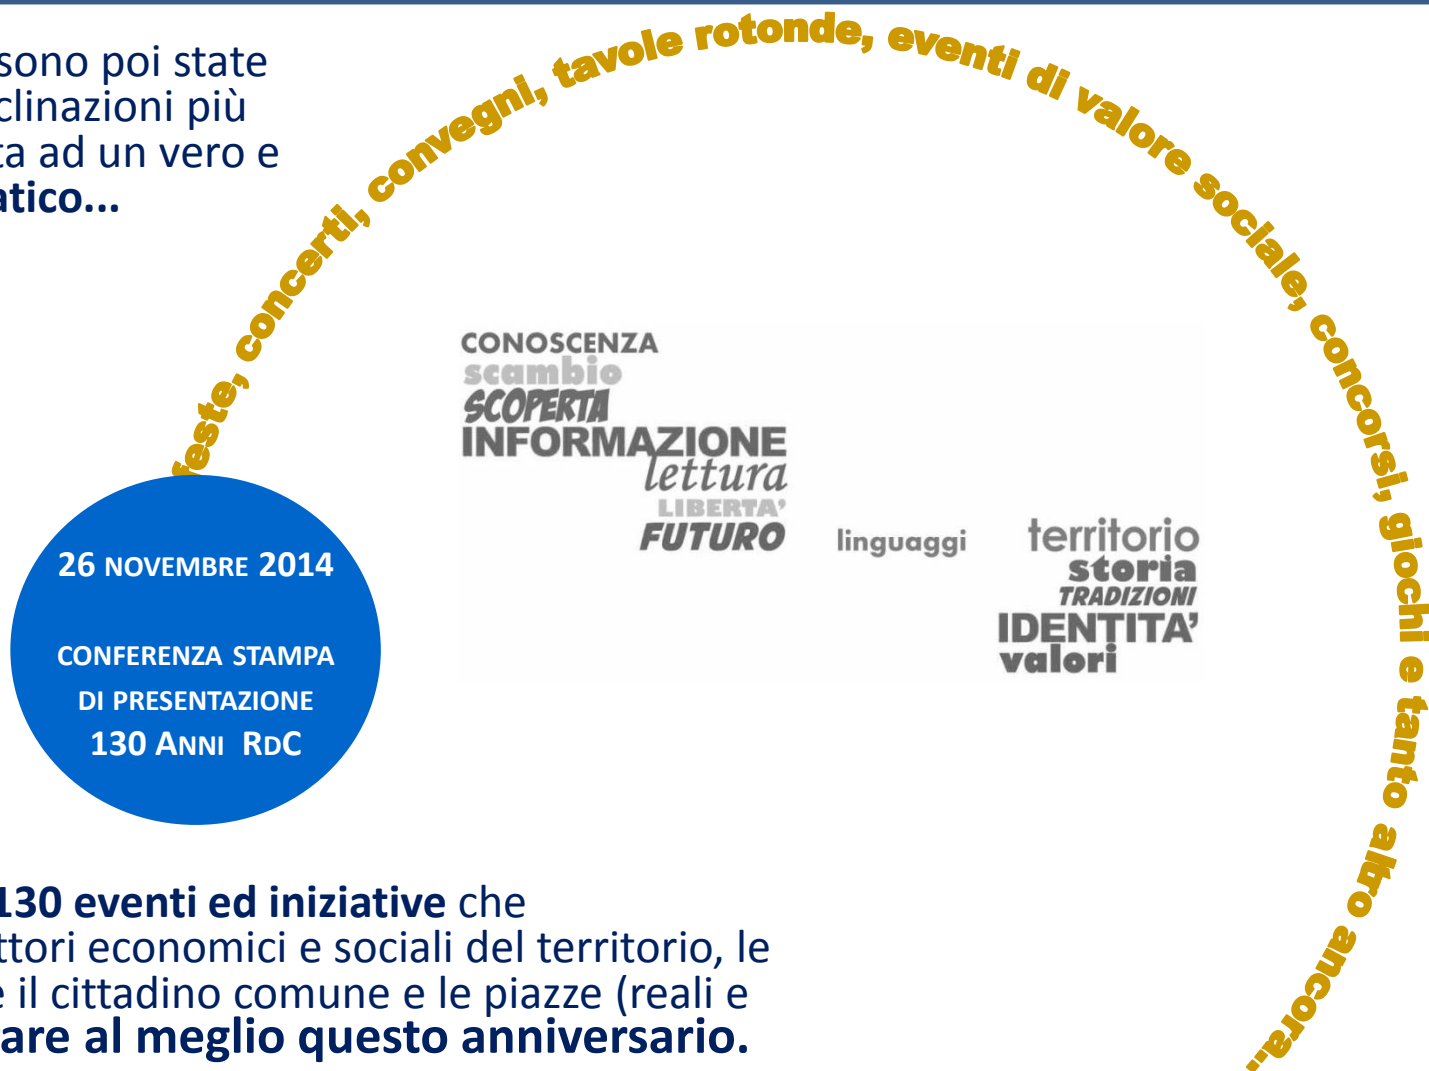 sono poi state
clinazioni più
ta ad un vero e
atico...
feste, concerti, convegni, tavole rotonde, eventi di valore sociale, concorsi, giochi e tanto altro ancora..
CONOSCENZA
scambio
SCOPERTA
INFORMAZIONE
lettura
LIBERTA'
FUTURO
linguaggi
territorio
storia
TRADIZIONI
IDENTITA'
valori
26 NOVEMBRE 2014
CONFERENZA STAMPA
DI PRESENTAZIONE
130 ANNI RDC
130 eventi ed iniziative che
ttori economici e sociali del territorio, le
e il cittadino comune e le piazze (reali e
are al meglio questo anniversario.